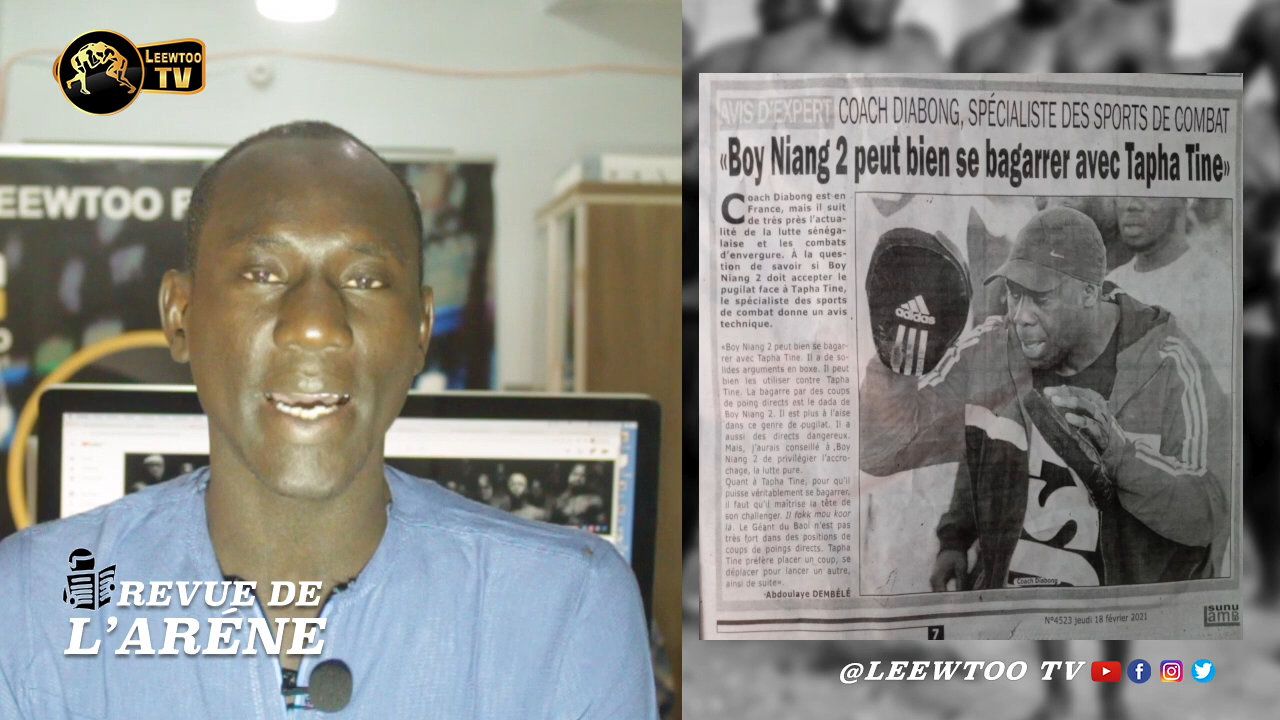 LEEWTOO
TV
EEWTOO
REVUE DE
L'ARÉNE
AVIS D'EXPERT COACH DIABONG, SPÉCIALISTE DES SPORTS DE COMBAT
«Boy Niang 2 peut bien se bagarrer avec Tapha Tine»
Coach Diabong est en
France, mais il suit
de très près l'actua-
lité de la lutte sénéga-
laise et les combats
d'envergure. À la ques-
tion de savoir si Boy
Niang 2 doit accepter le
pugilat face à Tapha Tine,
le spécialiste des sports
de combat donne un avis
technique.
«Boy Niang 2 peut bien se bagar-
rer avec Tapha Tine. Il a de so-
lides arguments en boxe. Il peut
bien les utiliser contre Tapha
Tine. La bagarre par des coups
de poing directs est le dada de
Boy Niang 2. Il est plus à l'aise
dans ce genre de pugilat. Il a
aussi des directs dangereux.
Mais, j'aurais conseillé à Boy
Niang 2 de privilégier l'accro-
chage, la lutte pure.
Quant à Tapha Tine, pour qu'il
puisse véritablement se bagarrer,
il faut qu'il maîtrise la tête de
son challenger. Il fokk mou koor
là. Le Géant du Baol n'est pas
très fort dans des positions de
coups de poings directs. Tapha
Tine préfère placer un coup, se
déplacer pour lancer un autre,
ainsi de suite».
Abdoulaye DEMBÉLÉ
adidas
Coach Diabong
7
N°4523 jeudi 18 février 2021
sunu
lamb
@LEEWTOO TV